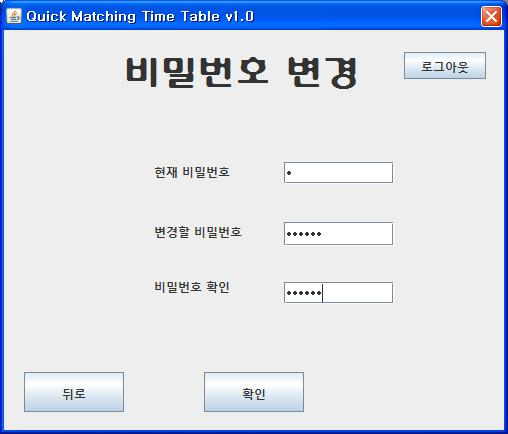 Quick Matching Time Table v1.0
비밀번호 변경
로그아웃
현재 비밀번호
변경할 비밀번호
비밀번호 확인
뒤로
확인